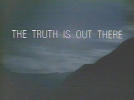 THE TRUTH IS OUT THERE